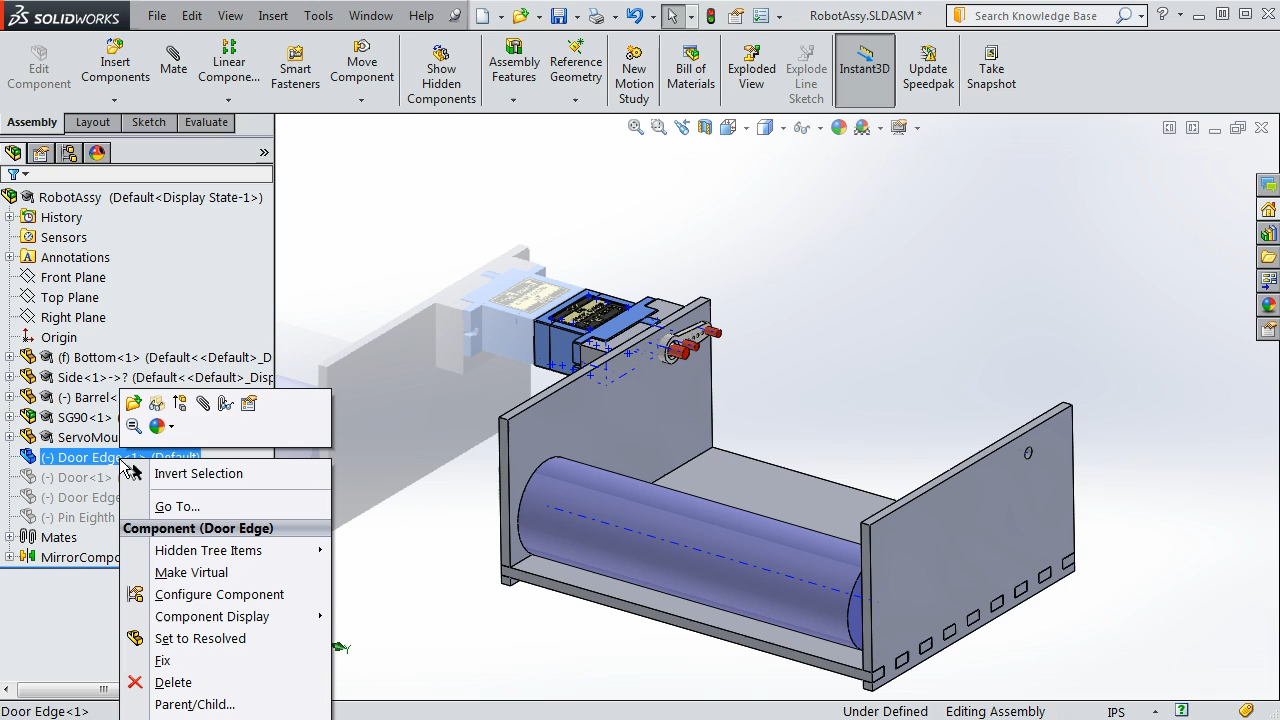 SOLIDWORKS
File Edit View Insert Tools Window Help
RobotAssy.SLDASM *
Search Knowledge Base
Edit Component
Insert Components
Mate
Linear Compone...
Smart Fasteners
Move Component
Show Hidden Components
Assembly Features
Reference Geometry
New Motion Study
Bill of Materials
Exploded View
Explode Line Sketch
Instant3D
Update Speedpak
Take Snapshot
Assembly Layout Sketch Evaluate
RobotAssy (Default<Display State-1>)
History
Sensors
Annotations
Front Plane
Top Plane
Right Plane
Origin
(f) Bottom<1> (Default<<Default>_D
Side<1>->? (Default<<Default>_Disp
(-) Barrel<
SG90<1> (
ServoMou
(-) Door Edge<1> (Default)
(-) Door<1> (
(-) Door Edge
(-) Pin Eighth
Mates
MirrorCompo
Invert Selection
Go To...
Component (Door Edge)
Hidden Tree Items
Make Virtual
Configure Component
Component Display
Set to Resolved
Fix
Delete
Parent/Child...
Door Edge<1>
Under Defined
Editing Assembly
IPS